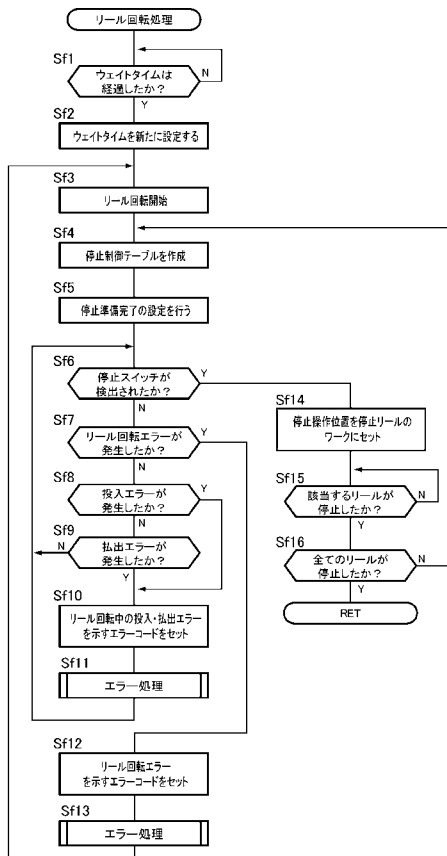 リール回転処理
Sf1
ウェイトタイムは
経過したか？
N
Y
Sf2
ウェイトタイムを新たに設定する
Sf3
リール回転開始
Sf4
停止制御テーブルを作成
Sf5
停止準備完了の設定を行う
Sf6
停止スイッチが
検出されたか？
Y
N
Sf7
リール回転エラーが
発生したか？
Y
N
Sf8
投入エラーが
発生したか？
Y
N
Sf9
払出エラーが
発生したか？
N
Y
Sf10
リール回転中の投入・払出エラー
を示すエラーコードをセット
Sf11
エラー処理
Sf12
リール回転エラー
を示すエラーコードをセット
Sf13
エラー処理
Sf14
停止操作位置を停止リールの
ワークにセット
Sf15
該当するリールが
停止したか？
N
Y
Sf16
全てのリールが
停止したか？
N
Y
RET